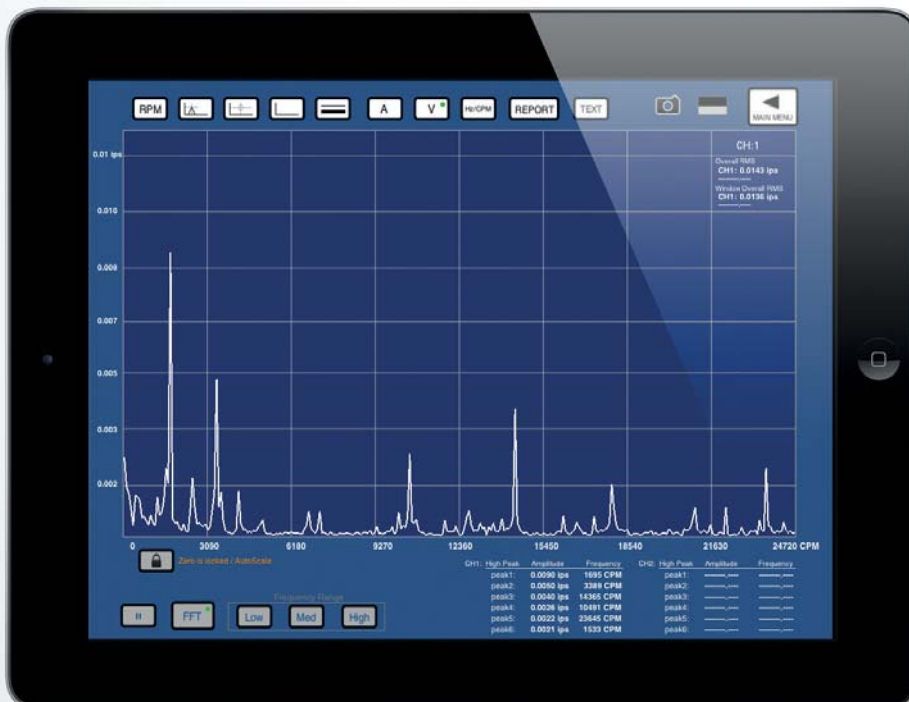 RPM A V Hz/CPM REPORT TEXT MAIN MENU
CH:1
Overall RMS
CH1: 0.0143 ips
Window Overall RMS
CH1: 0.0136 ips
0.01 ips
0.010
0.008
0.007
0.005
0.003
0.002
0 3090 6180 9270 12360 15450 18540 21630 24720 CPM
Zero is locked / AutoScale
CH1: High Peak Amplitude Frequency CH2: High Peak Amplitude Frequency
peak1: 0.0090 ips 1695 CPM peak1: -----.----
peak2: 0.0050 ips 3389 CPM peak2: -----.----
peak3: 0.0040 ips 14365 CPM peak3: -----.----
peak4: 0.0026 ips 10491 CPM peak4: -----.----
peak5: 0.0022 ips 23645 CPM peak5: -----.----
peak6: 0.0021 ips 1533 CPM peak6: -----.----
Frequency Range
II FFT Low Med High